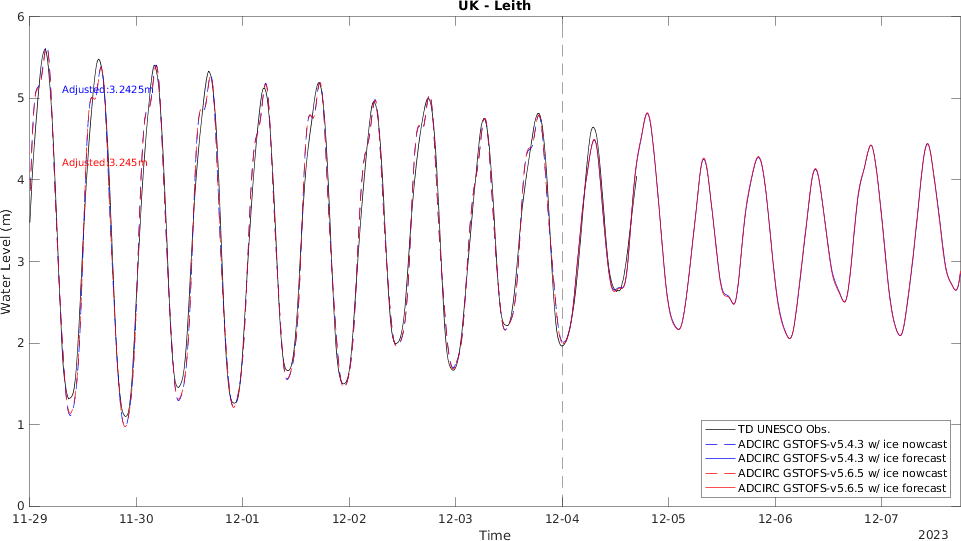 UK - Leith
6
5
4
3
2
1
0
Water Level (m)
Adjusted:3.2425m
Adjusted:3.245m
TD UNESCO Obs.
ADCIRC GSTOFS-v5.4.3 w/ ice nowcast
ADCIRC GSTOFS-v5.4.3 w/ ice forecast
ADCIRC GSTOFS-v5.6.5 w/ ice nowcast
ADCIRC GSTOFS-v5.6.5 w/ ice forecast
11-29 11-30 12-01 12-02 12-03 12-04 12-05 12-06 12-07
Time
2023